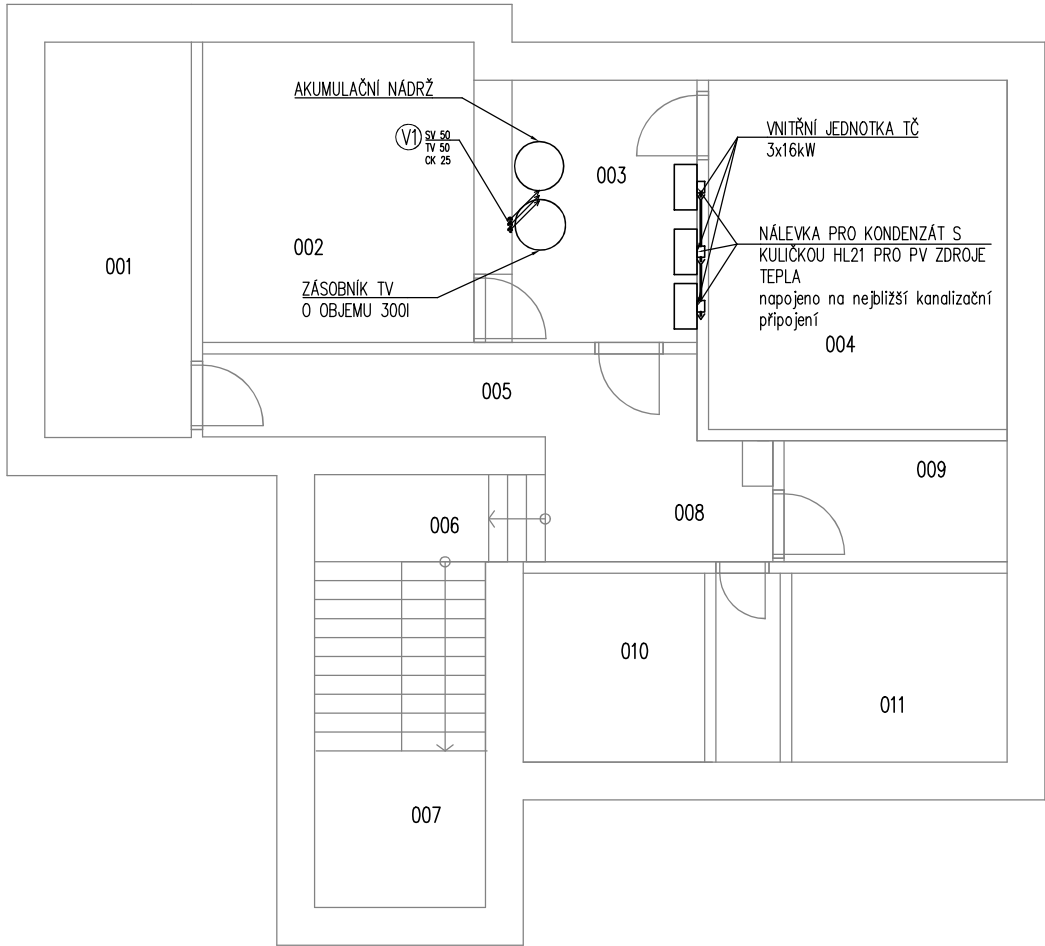 AKUMULAČNÍ NÁDRŽ
V1
SV 50
TV 50
CK 25
VNITŘNÍ JEDNOTKA TČ
3x16kW
003
002
001
NÁLEVKA PRO KONDENZÁT S
KULIČKOU HL21 PRO PV ZDROJE
TEPLA
napojeno na nejbližší kanalizační
připojení
ZÁSOBNÍK TV
O OBJEMU 300l
004
005
009
006
008
010
011
007